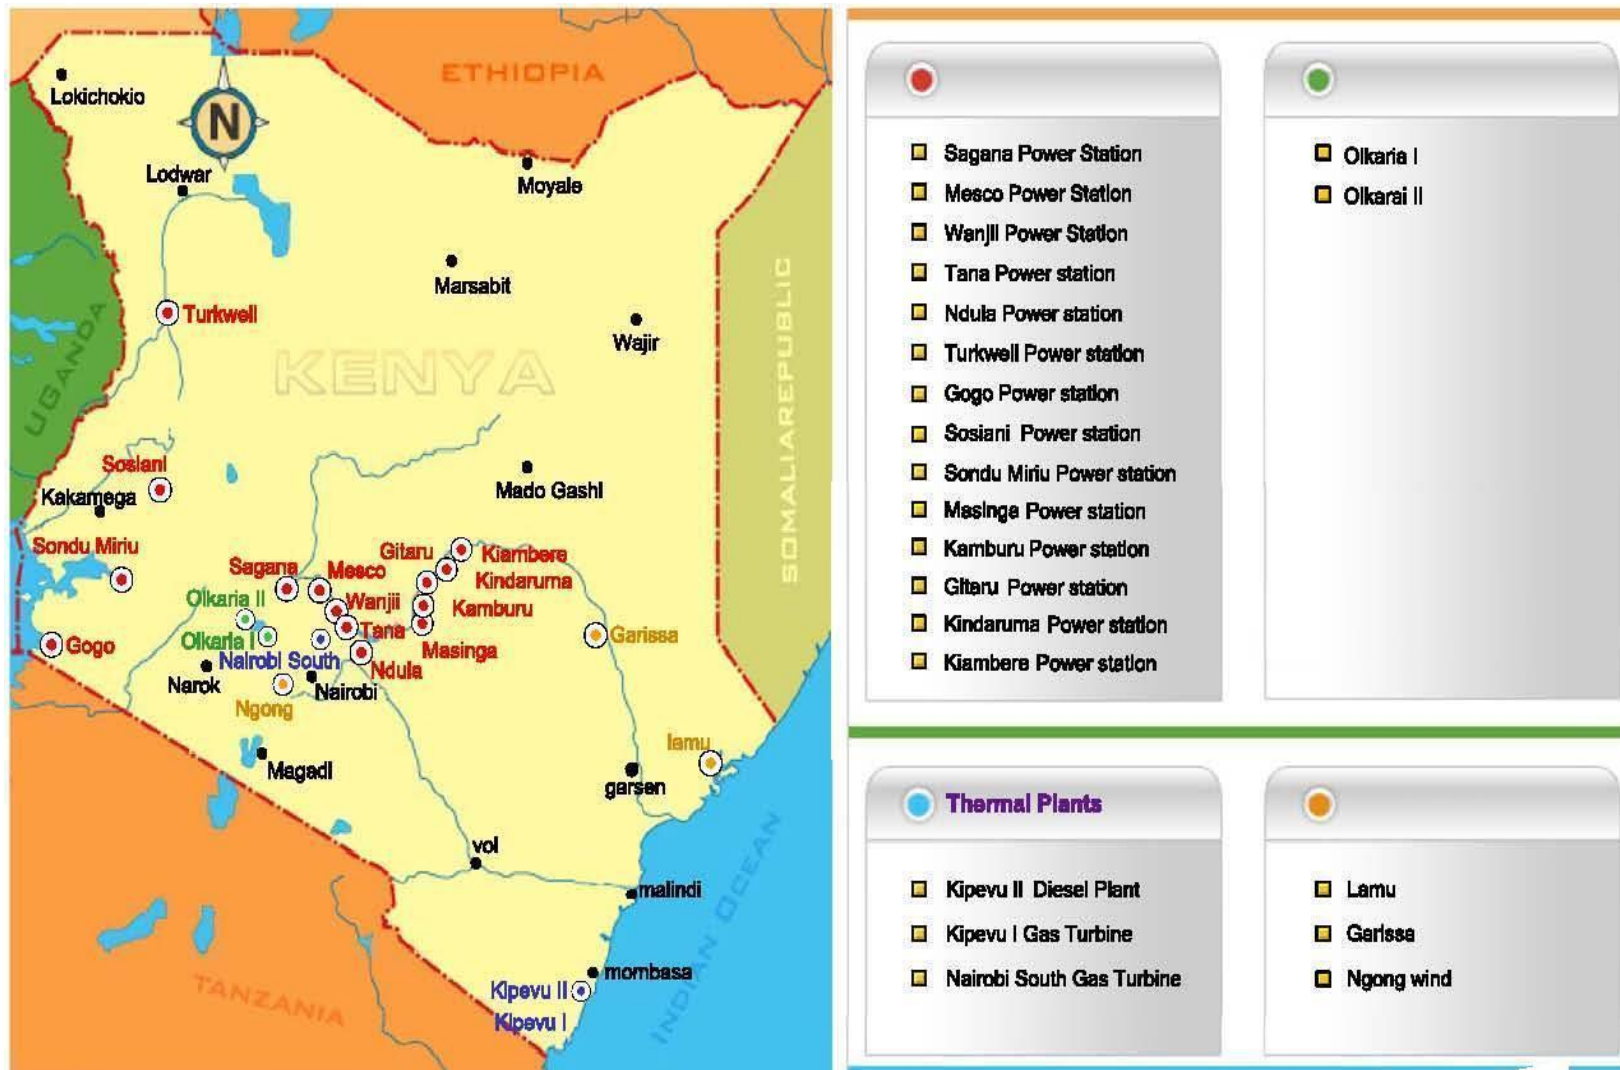 ETHIOPIA
Lokichokio
N
Lodwar
Moyale
Marsabit
Turkwell
Wajir
KENYA
UGANDA
SOMALIAREPUBLIC
Sosiani
Kakamega
Mado Gashi
Sondu Miriu
Gitaru
Kiambere
Sagana
Mesco
Kindaruma
Olkaria II
Wanjii
Kamburu
Olkaria I
Tana
Garissa
Gogo
Masinga
Nairobi South
Ndula
Narok
Nairobi
Ngong
lamu
Magadi
garsen
vol
malindi
mombasa
INDIAN OCEAN
TANZANIA
Kipevu II
Kipevu I
Sagana Power Station
Mesco Power Station
Wanjii Power Station
Tana Power station
Ndula Power station
Turkwell Power station
Gogo Power station
Sosiani Power station
Sondu Miriu Power station
Masinga Power station
Kamburu Power station
Gitaru Power station
Kindaruma Power station
Kiambere Power station
Olkaria I
Olkarai II
Thermal Plants
Kipevu II Diesel Plant
Kipevu I Gas Turbine
Nairobi South Gas Turbine
Lamu
Garissa
Ngong wind